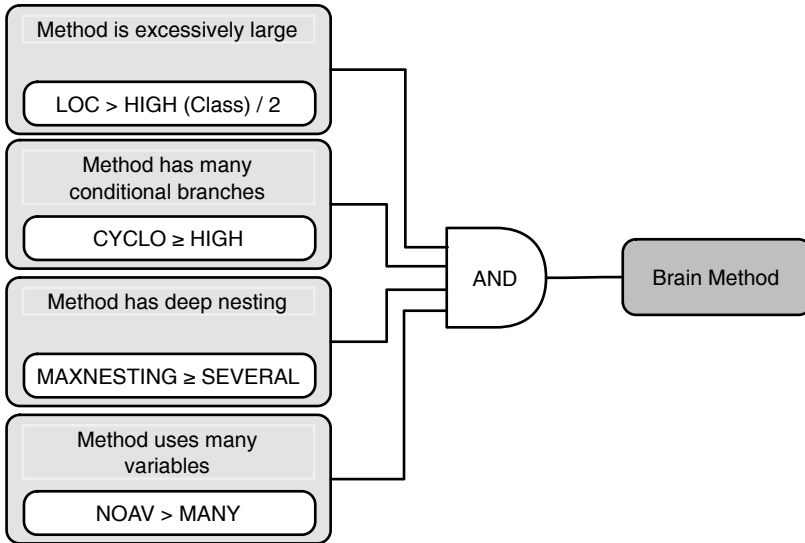 Method is excessively large
LOC > HIGH (Class) / 2
Method has many
conditional branches
CYCLO ≥ HIGH
Method has deep nesting
MAXNESTING ≥ SEVERAL
Method uses many
variables
NOAV > MANY
AND
Brain Method